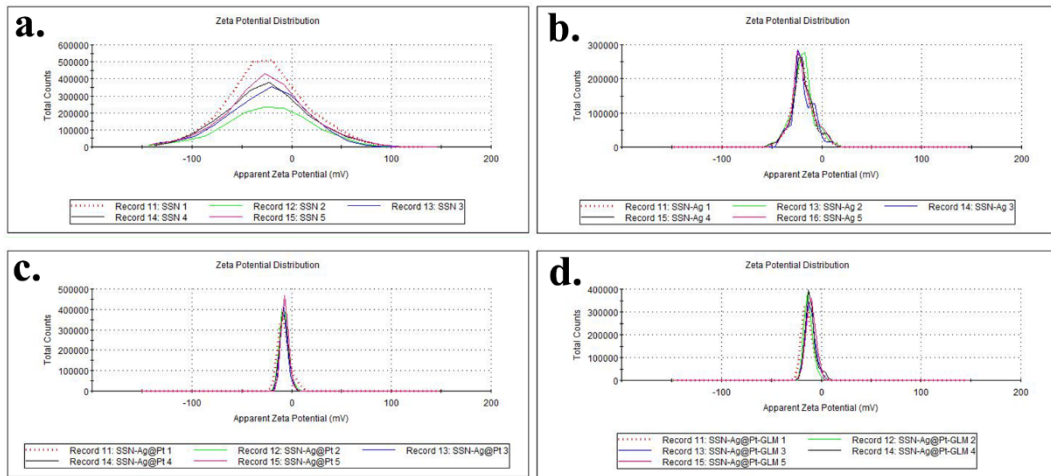 a.
Zeta Potential Distribution
600000
500000
400000
300000
200000
100000
0
Total Counts
-100 0 100 200
Apparent Zeta Potential (mV)
Record 11: SSN 1 Record 12: SSN 2 Record 13: SSN 3
Record 14: SSN 4 Record 15: SSN 5
b.
Zeta Potential Distribution
300000
200000
100000
0
Total Counts
-100 0 100 200
Apparent Zeta Potential (mV)
Record 11: SSN-Ag 1 Record 13: SSN-Ag 2 Record 14: SSN-Ag 3
Record 15: SSN-Ag 4 Record 16: SSN-Ag 5
c.
Zeta Potential Distribution
500000
400000
300000
200000
100000
0
Total Counts
-100 0 100 200
Apparent Zeta Potential (mV)
Record 11: SSN-Ag@Pt 1 Record 12: SSN-Ag@Pt 2 Record 13: SSN-Ag@Pt 3
Record 14: SSN-Ag@Pt 4 Record 15: SSN-Ag@Pt 5
d.
Zeta Potential Distribution
400000
300000
200000
100000
0
Total Counts
-100 0 100 200
Apparent Zeta Potential (mV)
Record 11: SSN-Ag@Pt-GLM 1 Record 12: SSN-Ag@Pt-GLM 2
Record 13: SSN-Ag@Pt-GLM 3 Record 14: SSN-Ag@Pt-GLM 4
Record 15: SSN-Ag@Pt-GLM 5